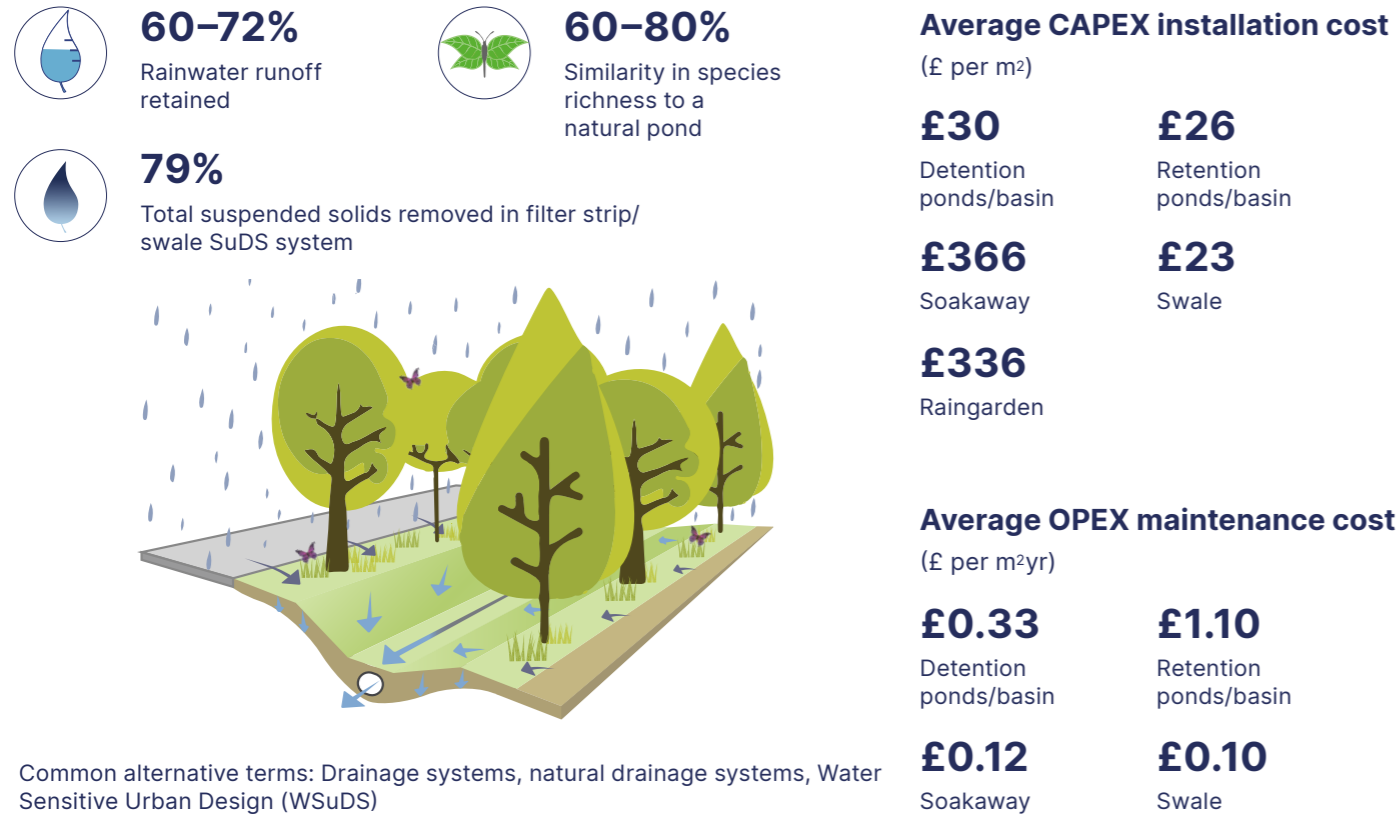 60–72%
Rainwater runoff
retained
60–80%
Similarity in species
richness to a
natural pond
79%
Total suspended solids removed in filter strip/
swale SuDS system
Common alternative terms: Drainage systems, natural drainage systems, Water
Sensitive Urban Design (WSuDS)
Average CAPEX installation cost
(£ per m2)
£30
Detention
ponds/basin
£26
Retention
ponds/basin
£366
Soakaway
£23
Swale
£336
Raingarden
Average OPEX maintenance cost
(£ per m2yr)
£0.33
Detention
ponds/basin
£1.10
Retention
ponds/basin
£0.12
Soakaway
£0.10
Swale